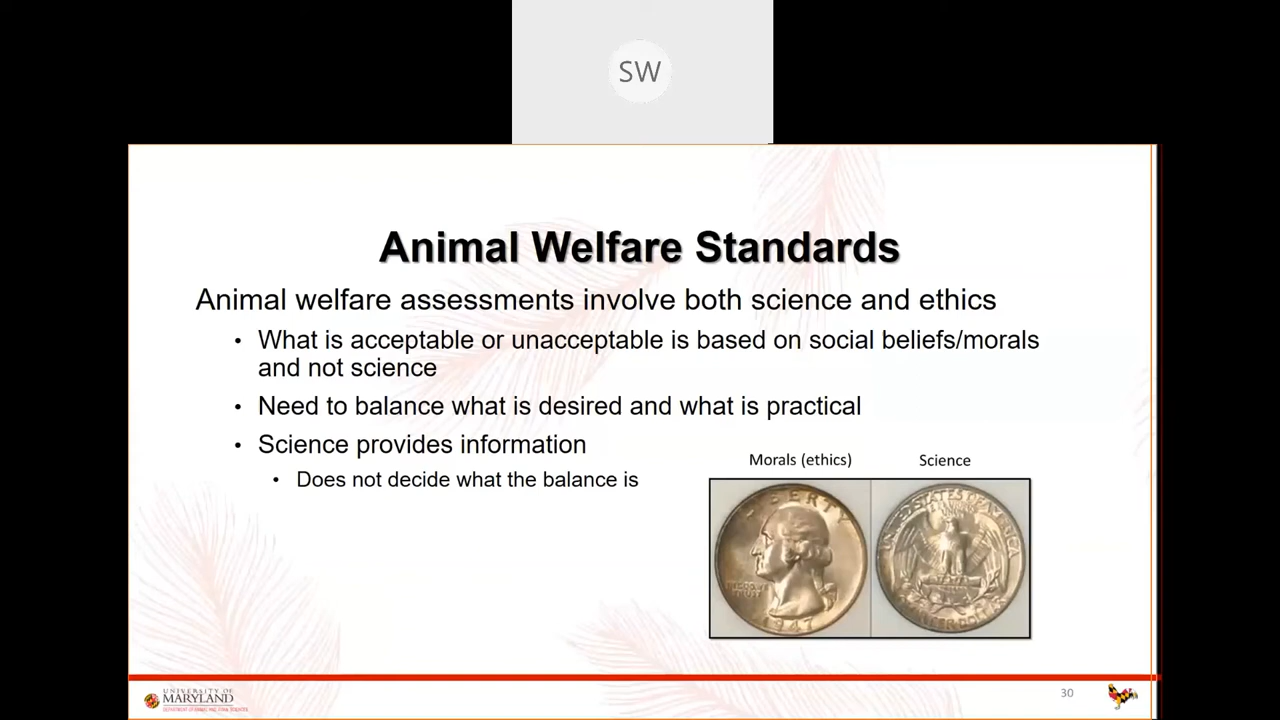 SW
Animal Welfare Standards
Animal welfare assessments involve both science and ethics
• What is acceptable or unacceptable is based on social beliefs/morals
and not science
• Need to balance what is desired and what is practical
• Science provides information
• Does not decide what the balance is
Morals (ethics)
Science
LIBERTY
1947
UNITED STATES OF AMERICA
UNIVERSITY OF
MARYLAND
30